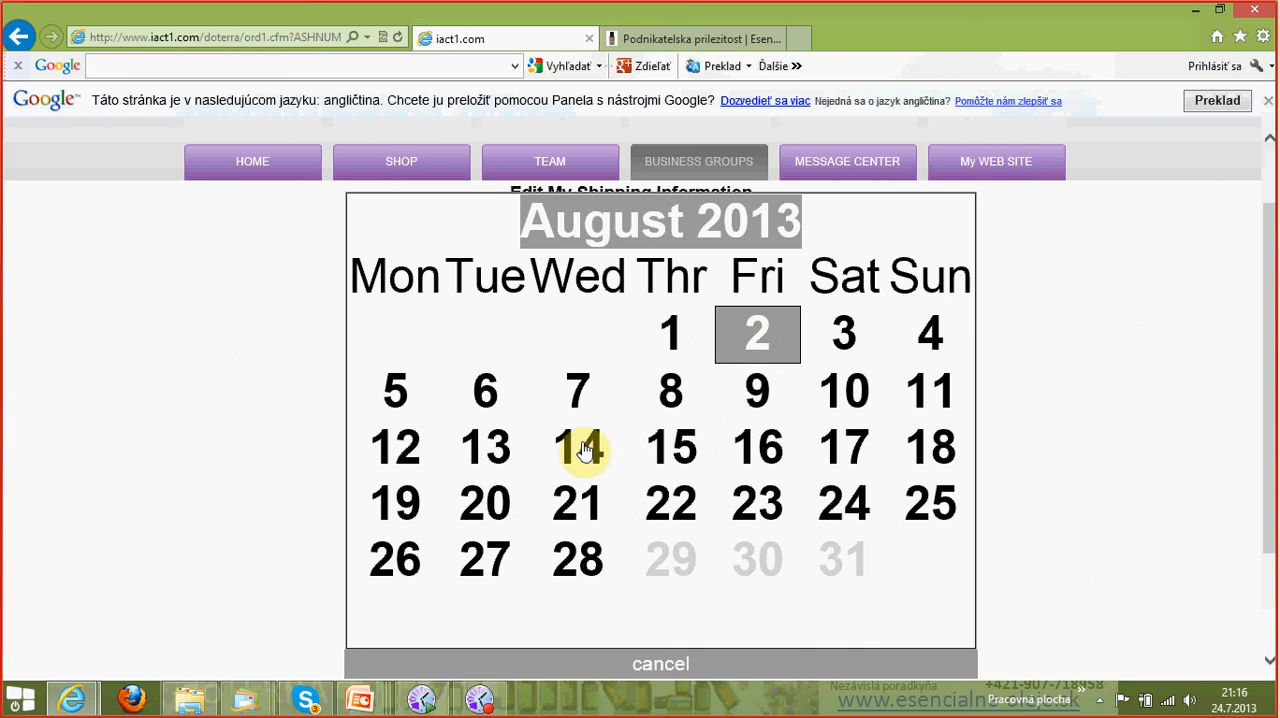 http://www.iact1.com/doterra/ord1.cfm?ASHNUM
iact1.com
Podnikatelska prilezitost | Esen...
Google
Vyhľadať
Zdieľať
Preklad
Ďalšie »
Prihlásiť sa
Google™ Táto stránka je v nasledujúcom jazyku: angličtina. Chcete ju preložiť pomocou Panela s nástrojmi Google? Dozvedieť sa viac Nejedná sa o jazyk angličtina? Pomôžte nám zlepšiť sa Preklad
HOME SHOP TEAM BUSINESS GROUPS MESSAGE CENTER My WEB SITE
Edit My Shipping Information
August 2013
Mon Tue Wed Thr Fri Sat Sun
1 2 3 4
5 6 7 8 9 10 11
12 13 14 15 16 17 18
19 20 21 22 23 24 25
26 27 28 29 30 31
cancel
Nezávislá poradkyňa +421-907-718958
Pracovná plocha »
21:16
24.7.2013